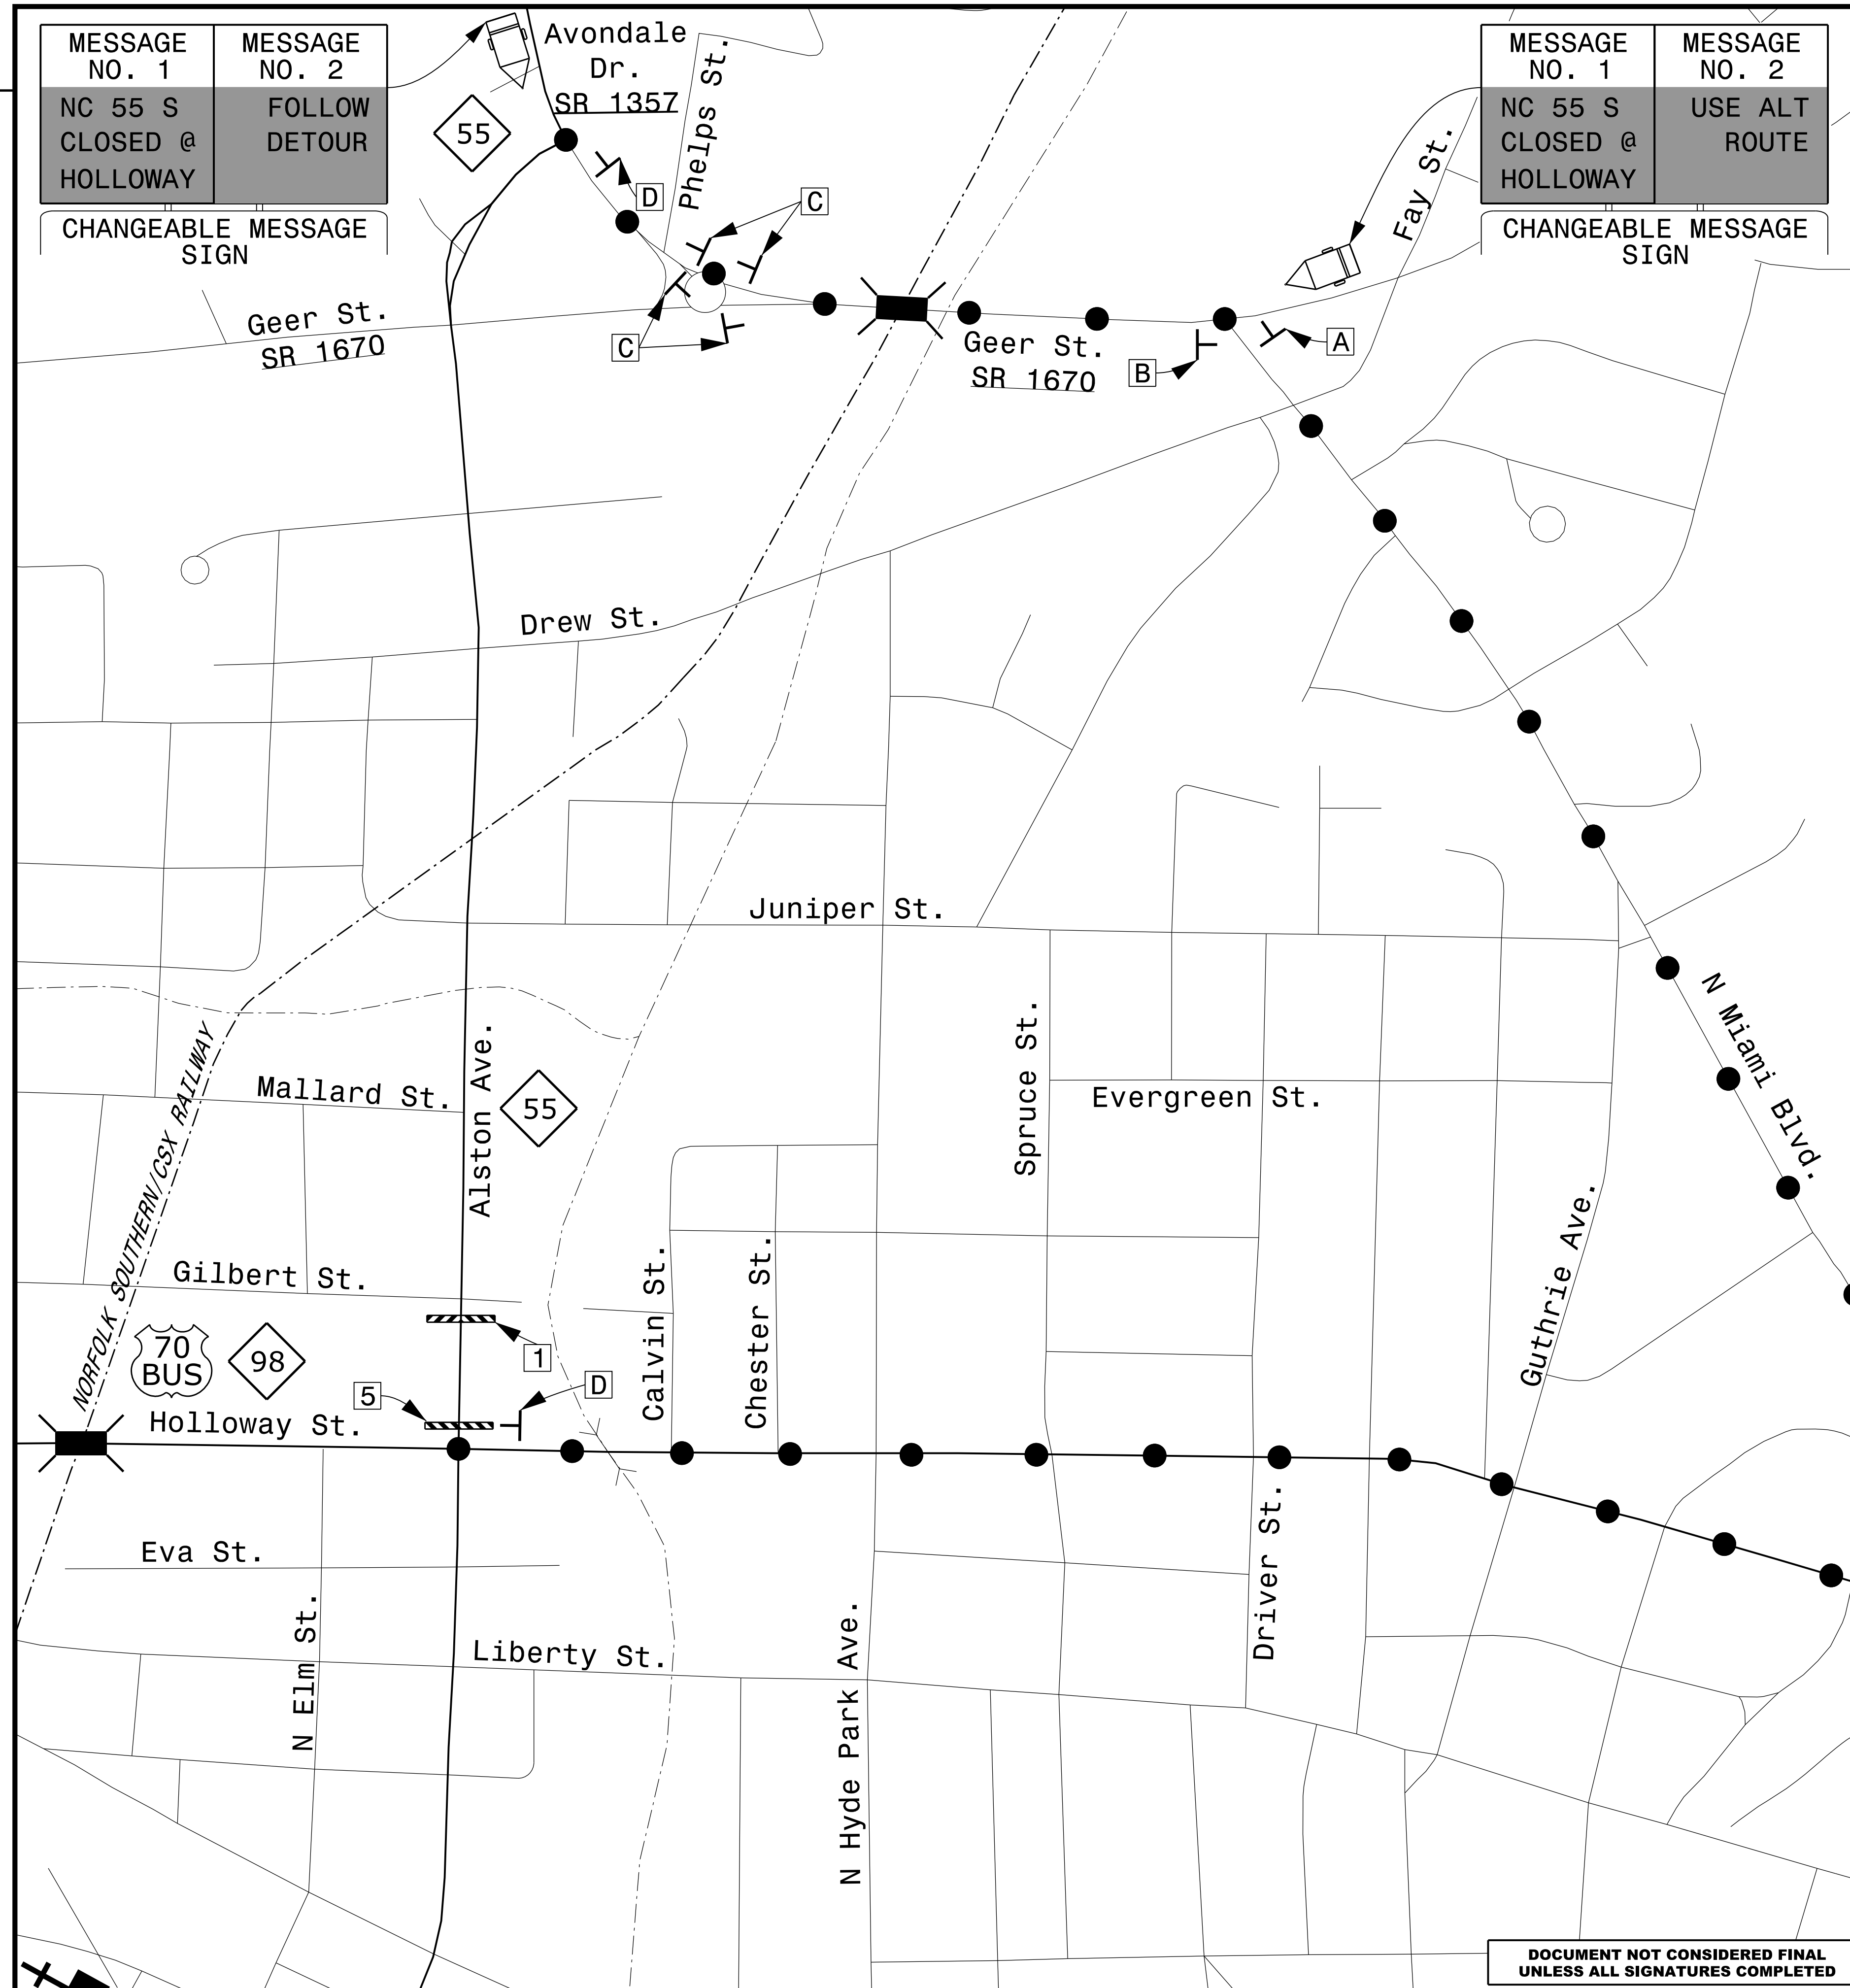 MESSAGE
NO. 1
MESSAGE
NO. 2
NC 55 S
CLOSED @
HOLLOWAY
FOLLOW
DETOUR
CHANGEABLE MESSAGE
SIGN
Avondale
Dr.
SR 1357
55
Phelps St.
D
C
MESSAGE
NO. 1
MESSAGE
NO. 2
NC 55 S
CLOSED @
HOLLOWAY
USE ALT
ROUTE
CHANGEABLE MESSAGE
SIGN
Fay St.
Geer St.
SR 1670
C
Geer St.
SR 1670
B
A
Drew St.
Juniper St.
N Miami Blvd.
Spruce St.
Alston Ave.
NORFOLK SOUTHERN/CSX RAILWAY
Mallard St.
55
Evergreen St.
Guthrie Ave.
Gilbert St.
Calvin St.
Chester St.
70
BUS
98
1
5
D
Holloway St.
Eva St.
Driver St.
N Elm St.
Liberty St.
N Hyde Park Ave.
DOCUMENT NOT CONSIDERED FINAL
UNLESS ALL SIGNATURES COMPLETED